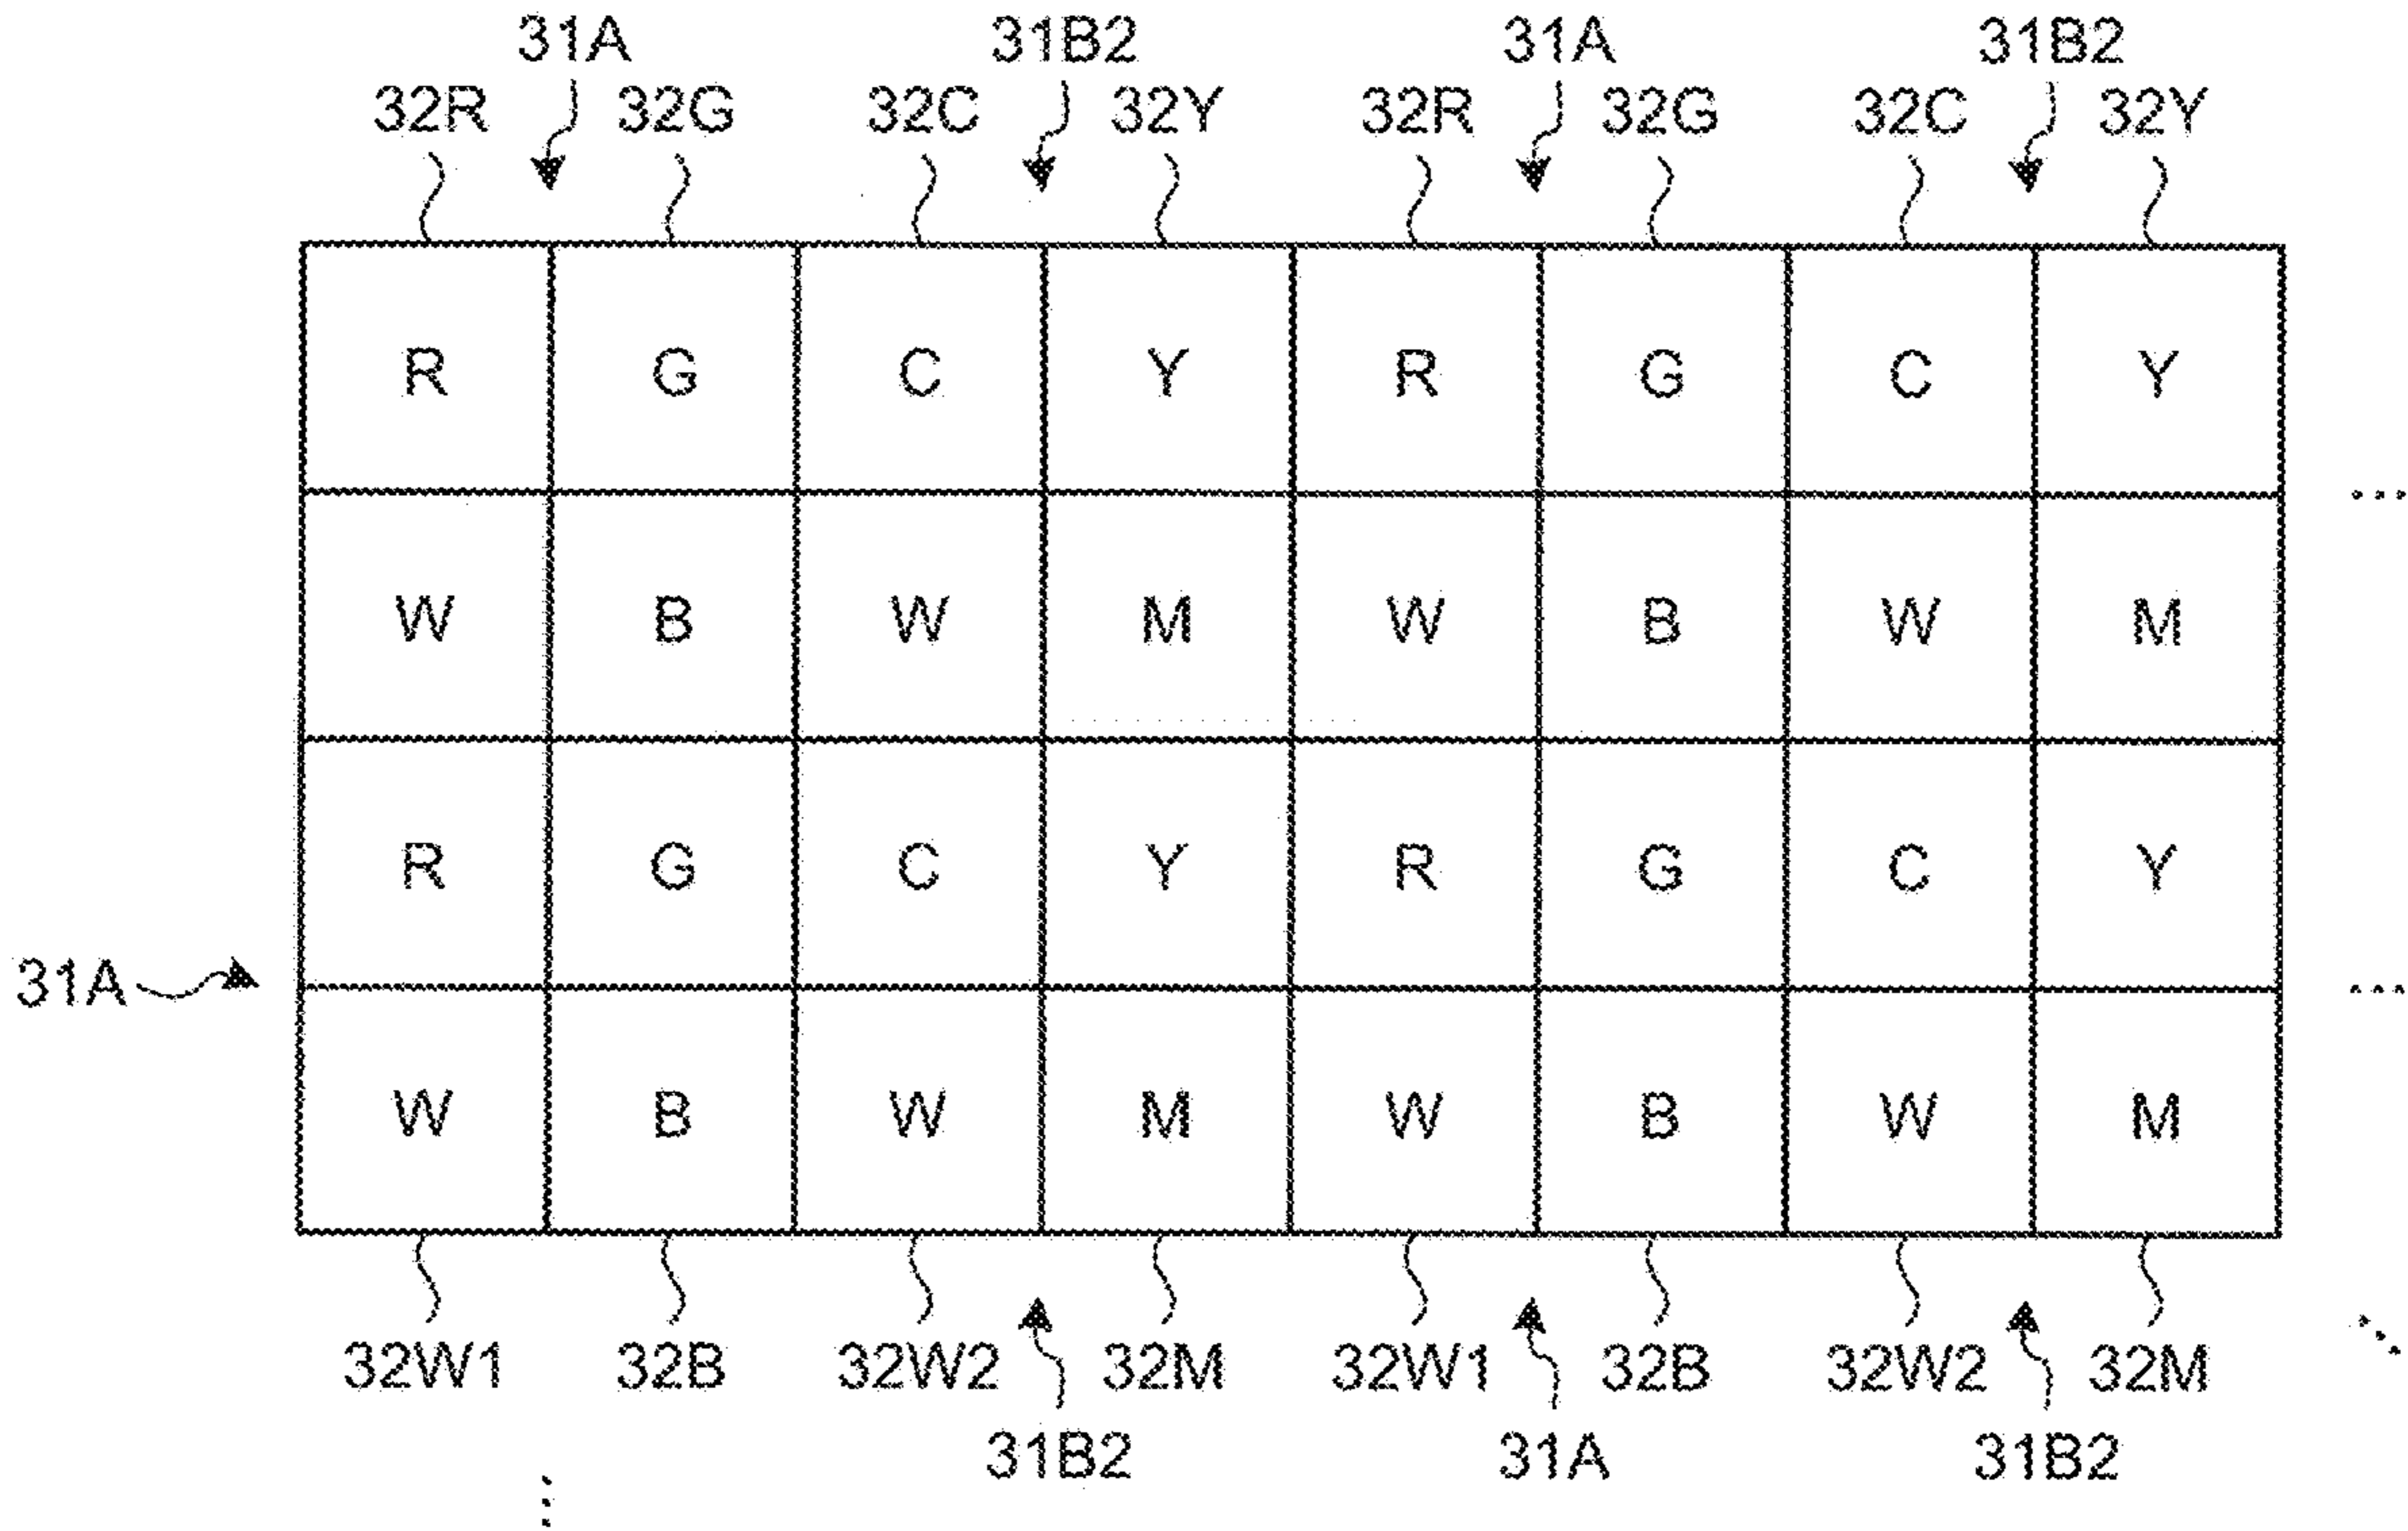 31A 31B2 31A 31B2
32R 32G 32C 32Y 32R 32G 32C 32Y
R G C Y R G C Y
W B W M W B W M
...
R G C Y R G C Y
31A
...
W B W M W B W M
32W1 32B 32W2 32M 32W1 32B 32W2 32M
31B2 31A 31B2